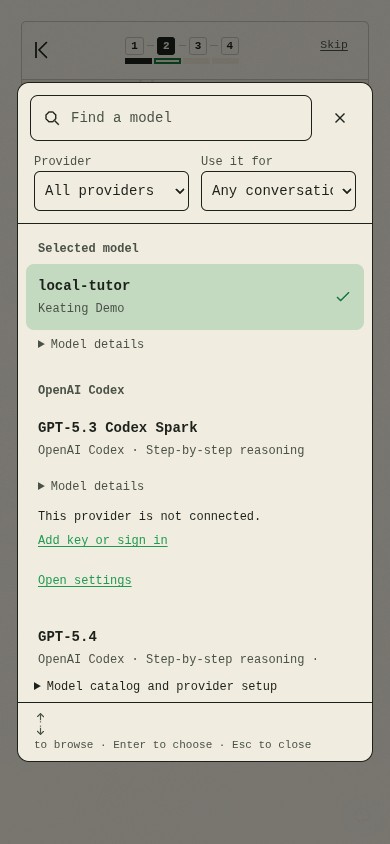 1 2 3 4 Skip
Find a model
Provider Use it for
All providers Any conversatio
Selected model
local-tutor
Keating Demo
Model details
OpenAI Codex
GPT-5.3 Codex Spark
OpenAI Codex · Step-by-step reasoning
Model details
This provider is not connected.
Add key or sign in
Open settings
GPT-5.4
OpenAI Codex · Step-by-step reasoning ·
Model catalog and provider setup
↑
↓
to browse · Enter to choose · Esc to close